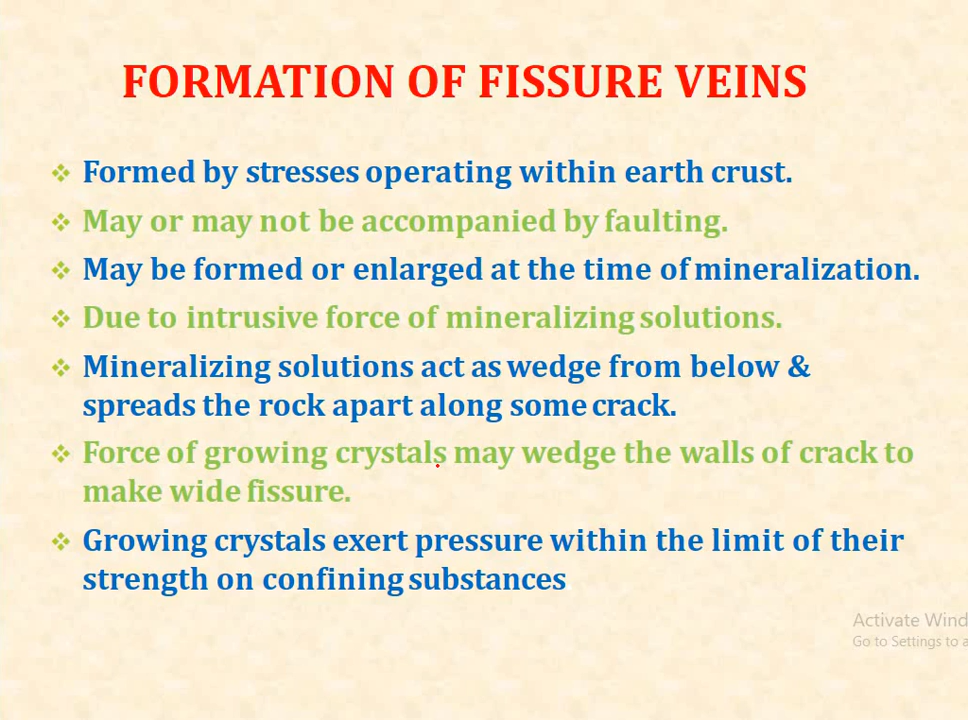 FORMATION OF FISSURE VEINS
Formed by stresses operating within earth crust.
May or may not be accompanied by faulting.
May be formed or enlarged at the time of mineralization.
Due to intrusive force of mineralizing solutions.
Mineralizing solutions act as wedge from below &
spreads the rock apart along some crack.
Force of growing crystals may wedge the walls of crack to
make wide fissure.
Growing crystals exert pressure within the limit of their
strength on confining substances
Activate Wind
Go to Settings to a